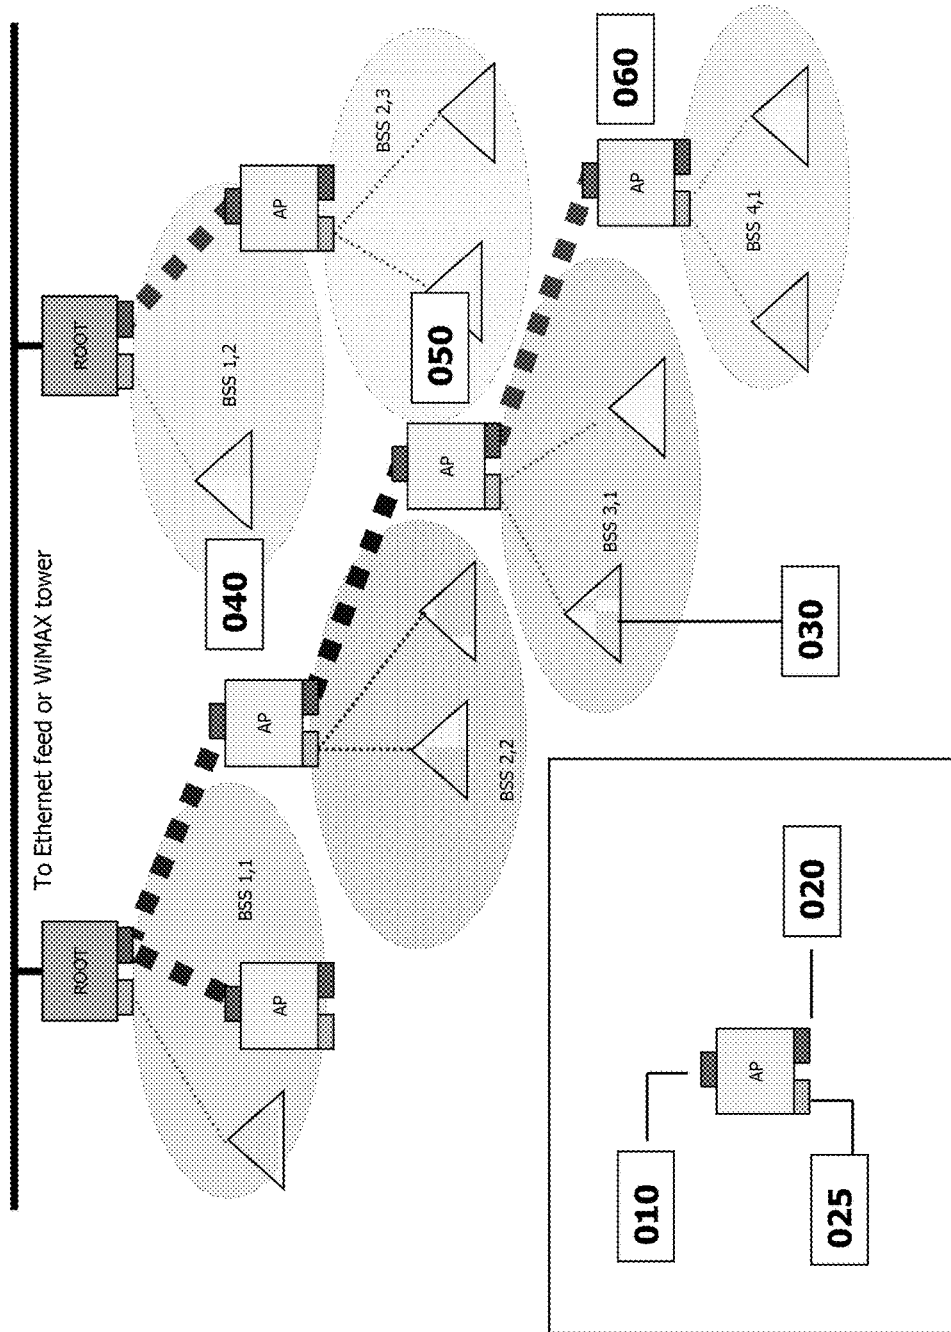 To Ethernet feed or WiMAX tower
ROOT
ROOT
BSS 1,1
AP
AP
040
BSS 1,2
AP
BSS 2,3
BSS 2,2
AP
050
BSS 3,1
030
AP
060
BSS 4,1
010
AP
020
025